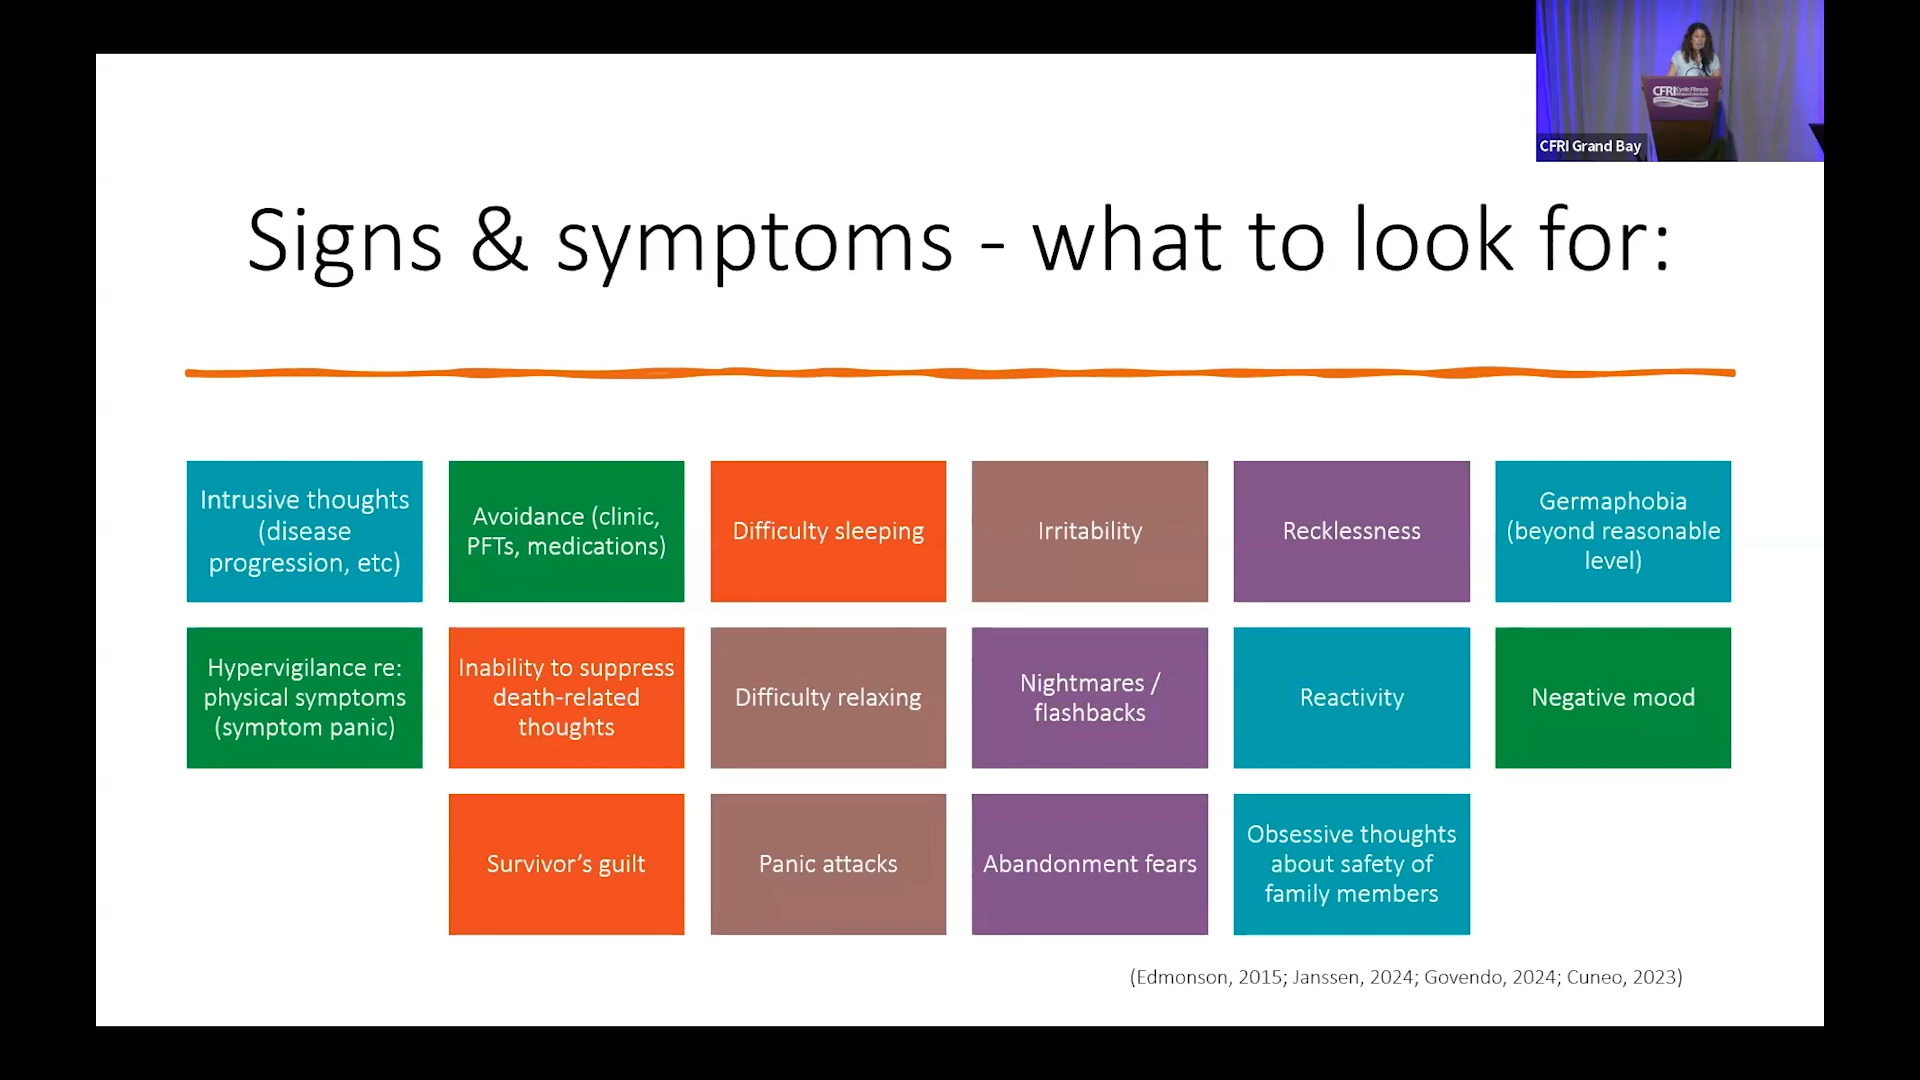 CFRI Cystic Fibrosis
CFRI Grand Bay
Signs & symptoms - what to look for:
Intrusive thoughts
(disease
progression, etc)
Avoidance (clinic,
PFTs, medications)
Difficulty sleeping
Irritability
Recklessness
Germaphobia
(beyond reasonable
level)
Hypervigilance re:
physical symptoms
(symptom panic)
Inability to suppress
death-related
thoughts
Difficulty relaxing
Nightmares /
flashbacks
Reactivity
Negative mood
Survivor’s guilt
Panic attacks
Abandonment fears
Obsessive thoughts
about safety of
family members
(Edmonson, 2015; Janssen, 2024; Govendo, 2024; Cuneo, 2023)